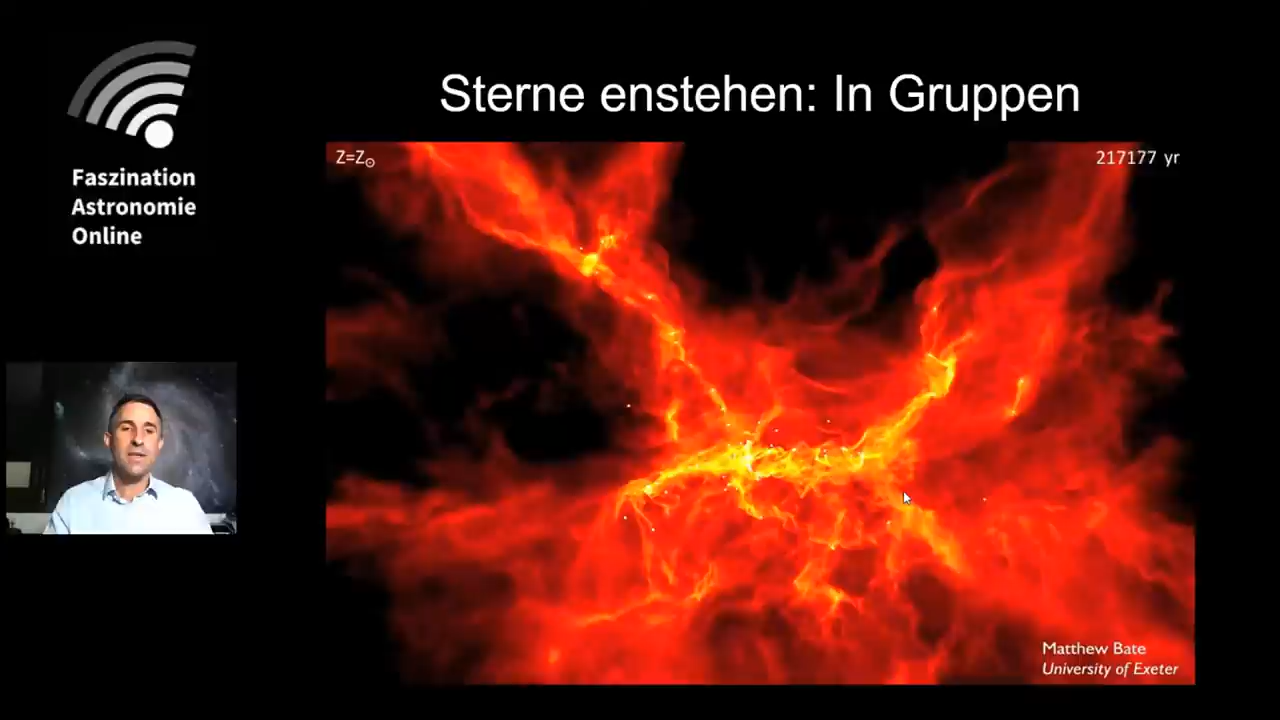 Faszination
Astronomie
Online
Sterne enstehen: In Gruppen
Z=Z☉
217177 yr
Matthew Bate
University of Exeter